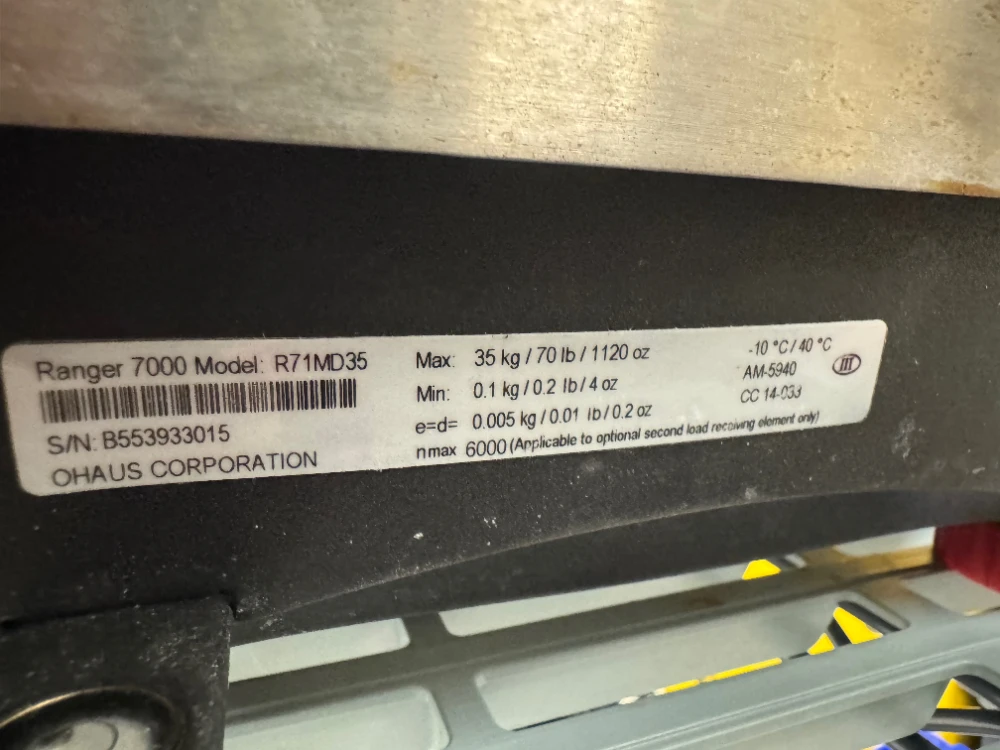 Ranger 7000 Model: R71MD35
S/N: B553933015
OHAUS CORPORATION
Max: 35 kg / 70 lb / 1120 oz
Min: 0.1 kg / 0.2 lb / 4 oz
e=d= 0.005 kg / 0.01 lb / 0.2 oz
nmax 6000 (Applicable to optional second load receiving element only)
-10 °C / 40 °C
AM-5940
CC 14-033
III
OHAUS